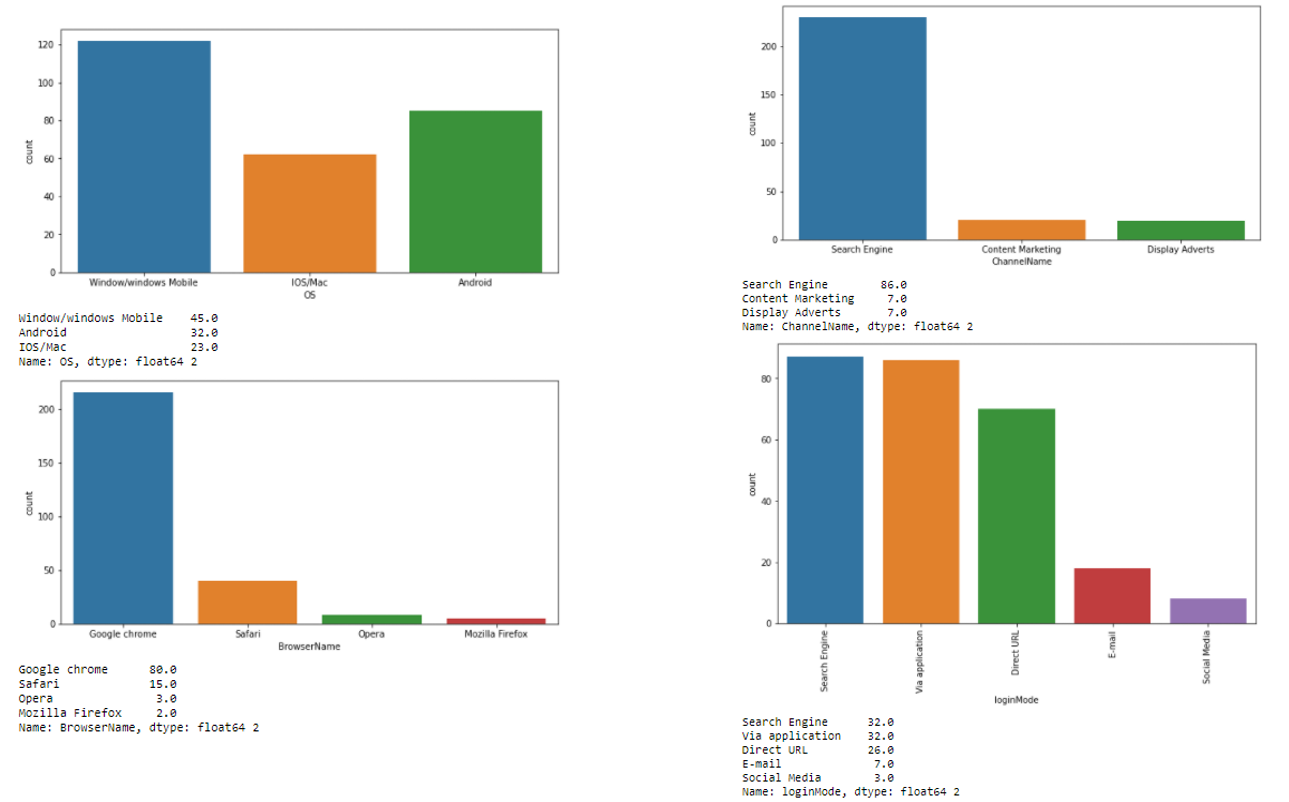 120
100
80
60
40
20
0
count
Window/windows Mobile IOS/Mac Android
OS
Window/windows Mobile 45.0
Android 32.0
IOS/Mac 23.0
Name: OS, dtype: float64 2
200
150
100
50
0
count
Google chrome Safari Opera Mozilla Firefox
BrowserName
Google chrome 80.0
Safari 15.0
Opera 3.0
Mozilla Firefox 2.0
Name: BrowserName, dtype: float64 2
200
150
100
50
0
count
Search Engine Content Marketing Display Adverts
ChannelName
Search Engine 86.0
Content Marketing 7.0
Display Adverts 7.0
Name: ChannelName, dtype: float64 2
80
60
40
20
0
count
Search Engine
Via application
Direct URL
E-mail
Social Media
loginMode
Search Engine 32.0
Via application 32.0
Direct URL 26.0
E-mail 7.0
Social Media 3.0
Name: loginMode, dtype: float64 2